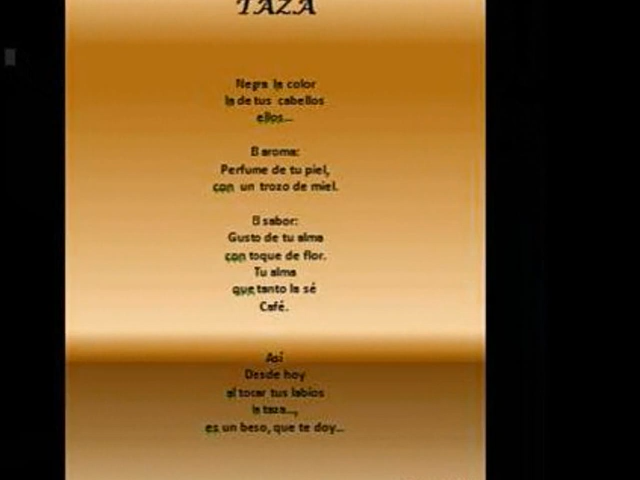 TAZA
Negra la color
la de tus cabellos
ellos...
El aroma:
Perfume de tu piel,
con un trozo de miel.
El sabor:
Gusto de tu alma
con toque de flor.
Tu alma
que tanto la sé
Café.
Así
Desde hoy
al tocar tus labios
la taza...,
es un beso, que te doy...